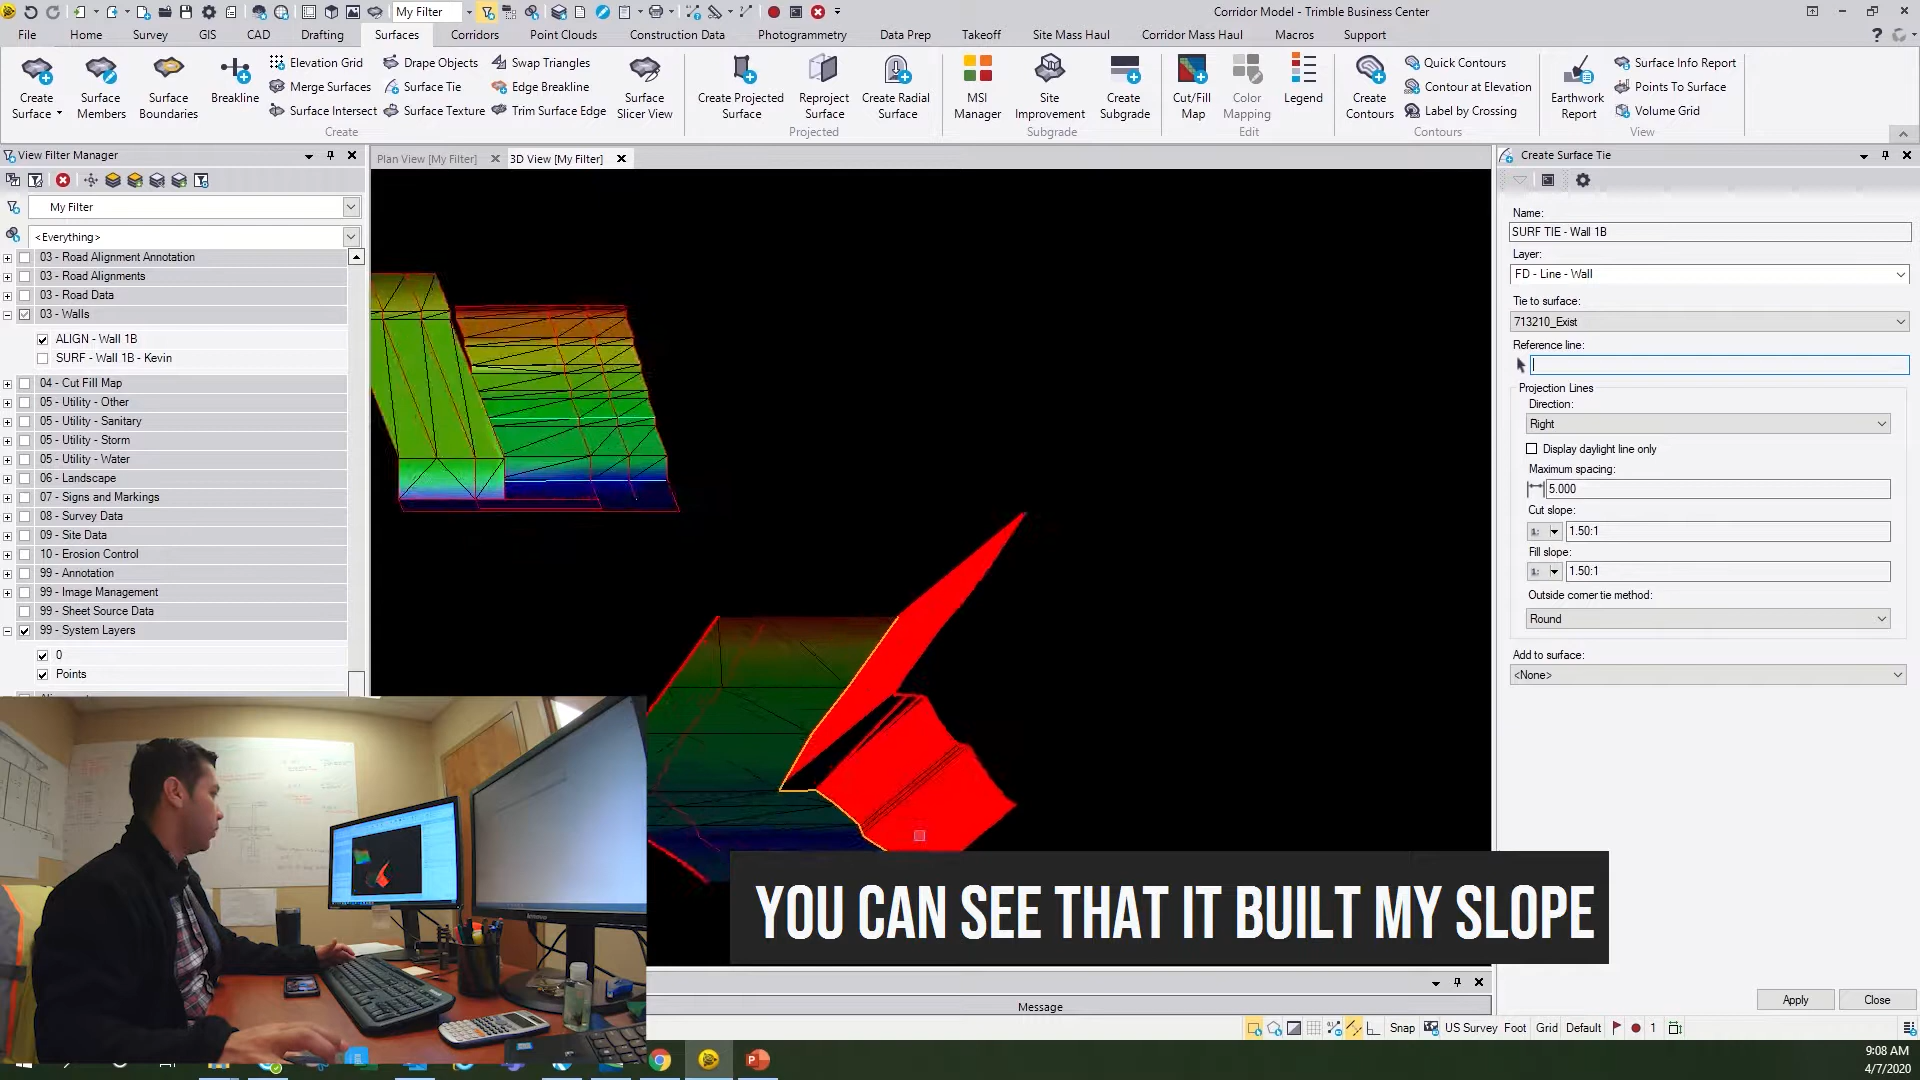 My Filter
Corridor Model - Trimble Business Center
File Home Survey GIS CAD Drafting Surfaces Corridors Point Clouds Construction Data Photogrammetry Data Prep Takeoff Site Mass Haul Corridor Mass Haul Macros Support
Create Surface
Surface Members
Surface Boundaries
Breakline
Elevation Grid
Merge Surfaces
Surface Intersect
Drape Objects
Surface Tie
Surface Texture
Swap Triangles
Edge Breakline
Trim Surface Edge
Surface Slicer View
Create
Create Projected Surface
Reproject Surface
Create Radial Surface
Projected
MSI Manager
Site Improvement
Create Subgrade
Subgrade
Cut/Fill Map
Color Mapping
Legend
Edit
Create Contours
Quick Contours
Contour at Elevation
Label by Crossing
Contours
Earthwork Report
Surface Info Report
Points To Surface
Volume Grid
View
View Filter Manager
My Filter
<Everything>
03 - Road Alignment Annotation
03 - Road Alignments
03 - Road Data
03 - Walls
ALIGN - Wall 1B
SURF - Wall 1B - Kevin
04 - Cut Fill Map
05 - Utility - Other
05 - Utility - Sanitary
05 - Utility - Storm
05 - Utility - Water
06 - Landscape
07 - Signs and Markings
08 - Survey Data
09 - Site Data
10 - Erosion Control
99 - Annotation
99 - Image Management
99 - Sheet Source Data
99 - System Layers
0
Points
Plan View [My Filter]
3D View [My Filter]
Create Surface Tie
Name:
SURF TIE - Wall 1B
Layer:
FD - Line - Wall
Tie to surface:
713210_Exist
Reference line:
Projection Lines
Direction:
Right
Display daylight line only
Maximum spacing:
5.000
Cut slope:
1: 1.50:1
Fill slope:
1: 1.50:1
Outside corner tie method:
Round
Add to surface:
<None>
Apply Close
YOU CAN SEE THAT IT BUILT MY SLOPE
Message
Snap US Survey Foot Grid Default 1
9:08 AM
4/7/2020